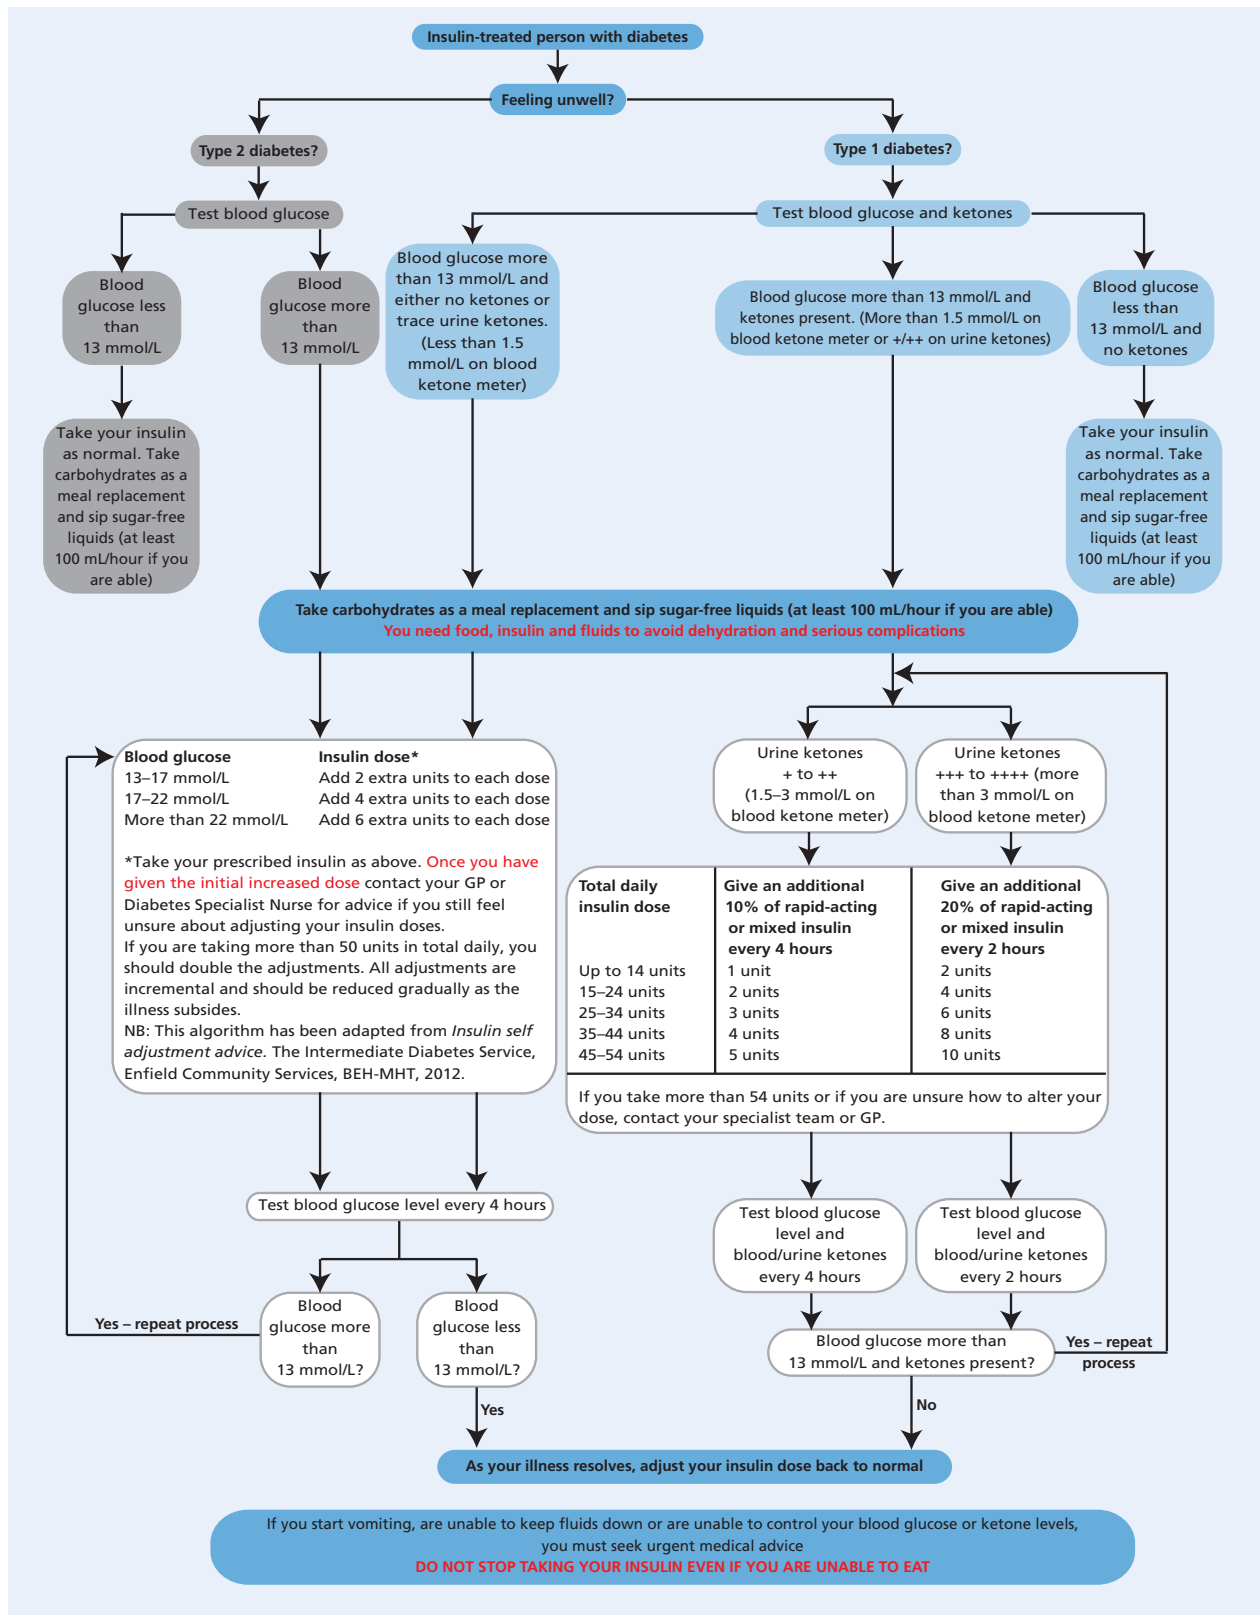 Insulin-treated person with diabetes
Feeling unwell?
Type 2 diabetes?
Type 1 diabetes?
Test blood glucose
Test blood glucose and ketones
Blood
glucose less
than
13 mmol/L
Blood
glucose more
than
13 mmol/L
Blood glucose more
than 13 mmol/L and
either no ketones or
trace urine ketones.
(Less than 1.5
mmol/L on blood
ketone meter)
Blood glucose more than 13 mmol/L and
ketones present. (More than 1.5 mmol/L on
blood ketone meter or +/++ on urine ketones)
Blood glucose
less than
13 mmol/L and
no ketones
Take your insulin
as normal. Take
carbohydrates as a
meal replacement
and sip sugar-free
liquids (at least
100 mL/hour if you
are able)
Take your insulin
as normal. Take
carbohydrates as a
meal replacement
and sip sugar-free
liquids (at least
100 mL/hour if you
are able)
Take carbohydrates as a meal replacement and sip sugar-free liquids (at least 100 mL/hour if you are able)
You need food, insulin and fluids to avoid dehydration and serious complications
Blood glucose Insulin dose*
13–17 mmol/L Add 2 extra units to each dose
17–22 mmol/L Add 4 extra units to each dose
More than 22 mmol/L Add 6 extra units to each dose
*Take your prescribed insulin as above. Once you have
given the initial increased dose contact your GP or
Diabetes Specialist Nurse for advice if you still feel
unsure about adjusting your insulin doses.
If you are taking more than 50 units in total daily, you
should double the adjustments. All adjustments are
incremental and should be reduced gradually as the
illness subsides.
NB: This algorithm has been adapted from Insulin self
adjustment advice. The Intermediate Diabetes Service,
Enfield Community Services, BEH-MHT, 2012.
Urine ketones
+ to ++
(1.5–3 mmol/L on
blood ketone meter)
Urine ketones
+++ to ++++ (more
than 3 mmol/L on
blood ketone meter)
Total daily Give an additional Give an additional
insulin dose 10% of rapid-acting 20% of rapid-acting
or mixed insulin or mixed insulin
every 4 hours every 2 hours
Up to 14 units 1 unit 2 units
15–24 units 2 units 4 units
25–34 units 3 units 6 units
35–44 units 4 units 8 units
45–54 units 5 units 10 units
If you take more than 54 units or if you are unsure how to alter your
dose, contact your specialist team or GP.
Test blood glucose level every 4 hours
Test blood glucose
level and
blood/urine ketones
every 4 hours
Test blood glucose
level and
blood/urine ketones
every 2 hours
Blood
glucose more
than
13 mmol/L?
Blood
glucose less
than
13 mmol/L?
Yes – repeat process
Blood glucose more than
13 mmol/L and ketones present?
Yes – repeat
process
Yes
No
As your illness resolves, adjust your insulin dose back to normal
If you start vomiting, are unable to keep fluids down or are unable to control your blood glucose or ketone levels,
you must seek urgent medical advice
DO NOT STOP TAKING YOUR INSULIN EVEN IF YOU ARE UNABLE TO EAT